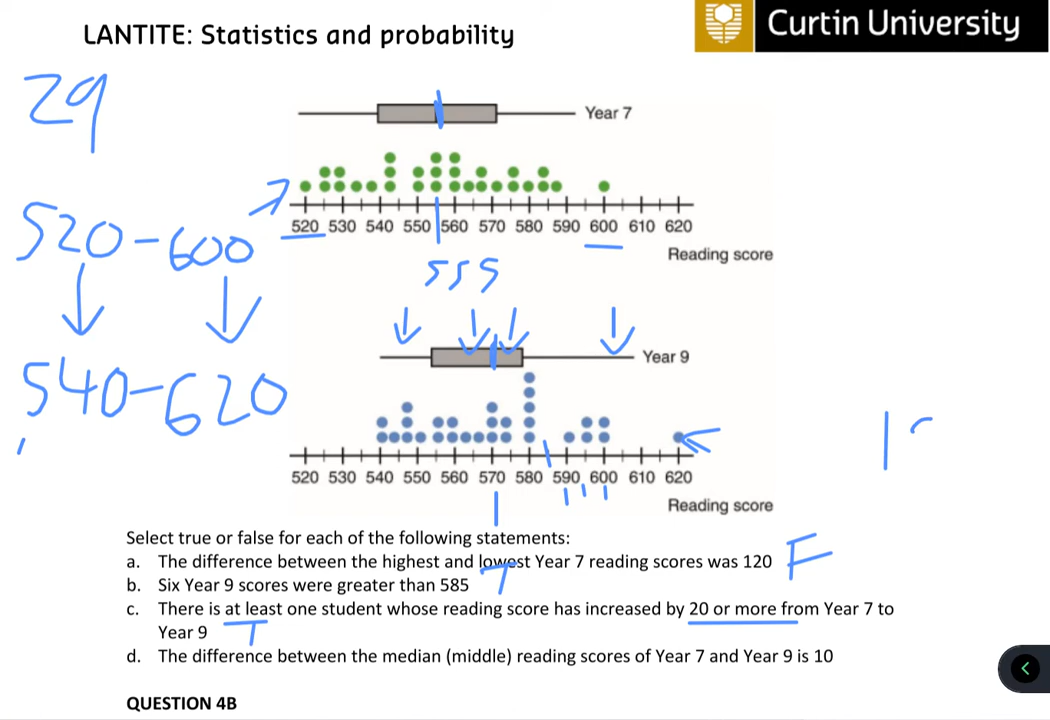 LANTITE: Statistics and probability
Curtin University
29
Year 7
520 530 540 550 560 570 580 590 600 610 620
Reading score
520-600
555
Year 9
540-620
520 530 540 550 560 570 580 590 600 610 620
Reading score
Select true or false for each of the following statements:
a. The difference between the highest and lowest Year 7 reading scores was 120 F
b. Six Year 9 scores were greater than 585 T
c. There is at least one student whose reading score has increased by 20 or more from Year 7 to
Year 9 T
d. The difference between the median (middle) reading scores of Year 7 and Year 9 is 10
QUESTION 4B